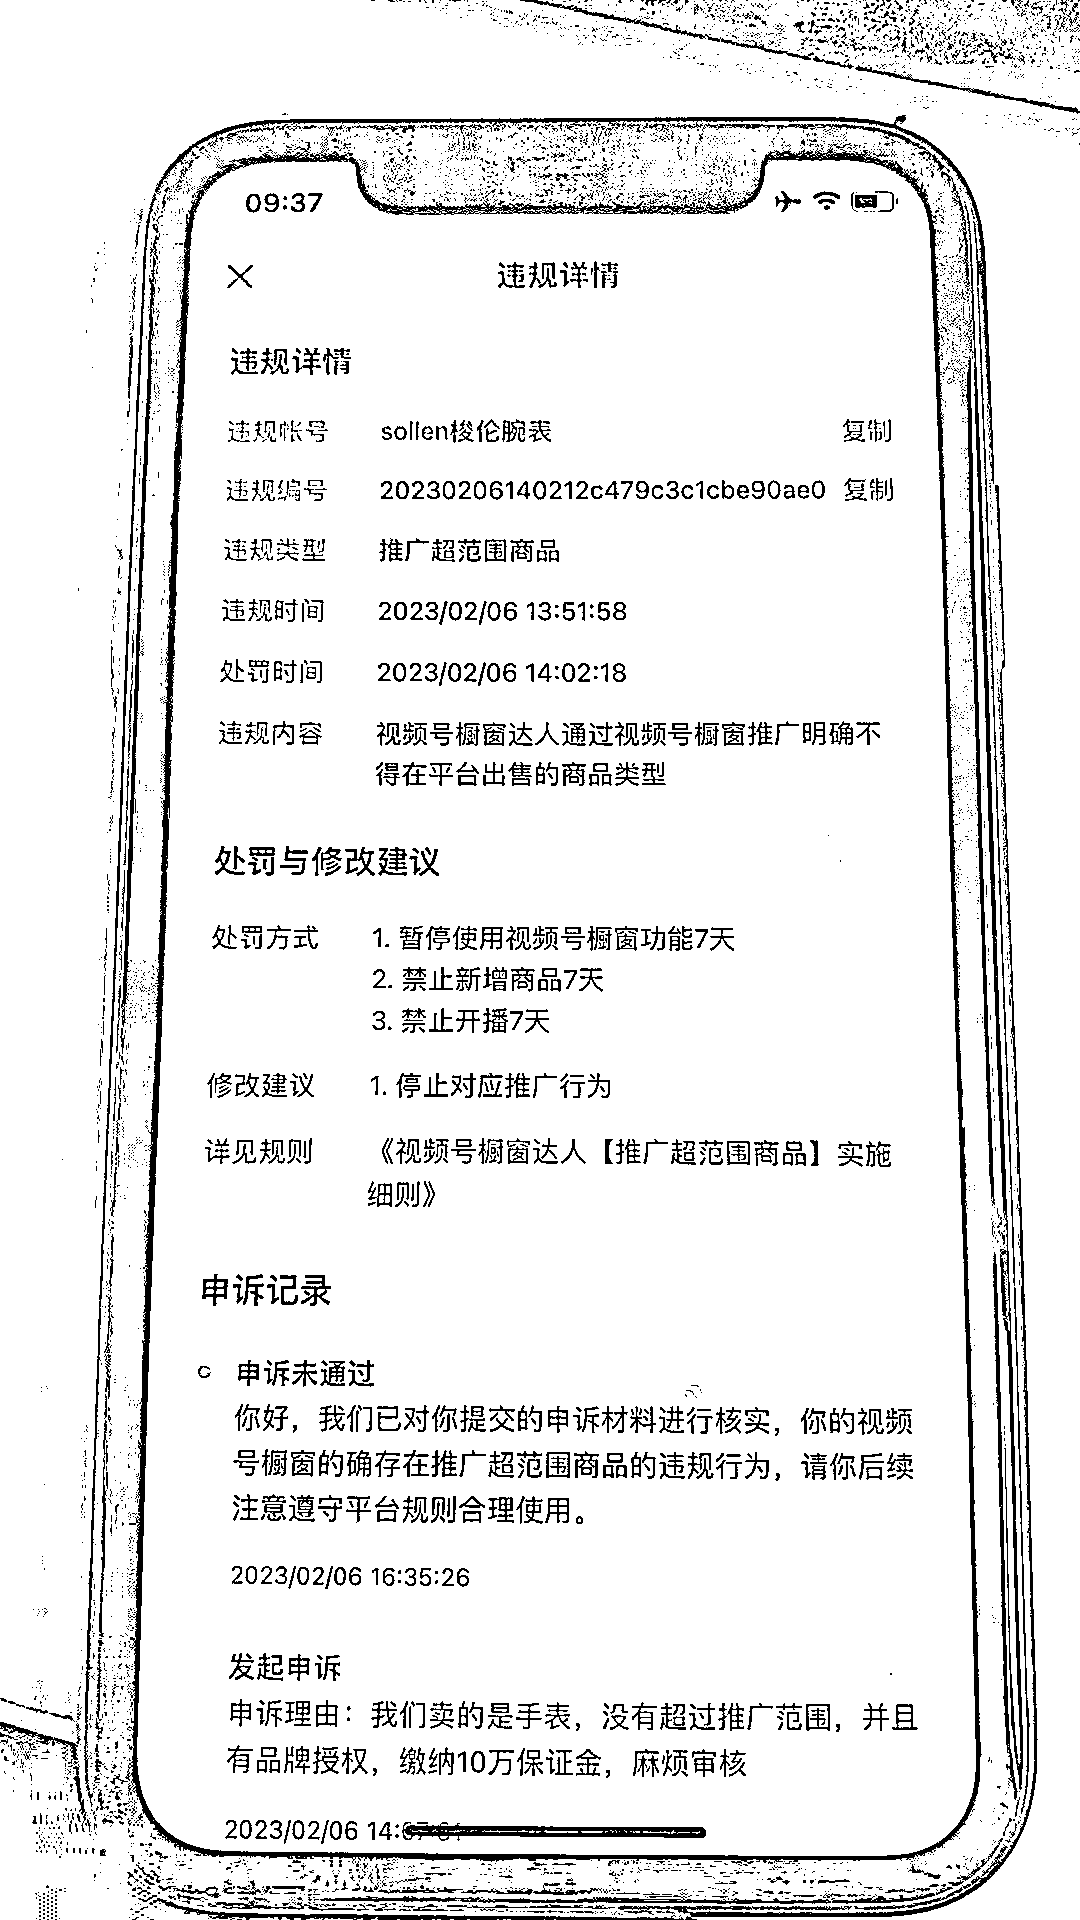 09:37
违规详情
违规详情
违规帐号 sollen梭伦腕表 复制
违规编号 20230206140212c479c3c1cbe90ae0 复制
违规类型 推广超范围商品
违规时间 2023/02/06 13:51:58
处罚时间 2023/02/06 14:02:18
违规内容 视频号橱窗达人通过视频号橱窗推广明确不
得在平台出售的商品类型
处罚与修改建议
处罚方式 1. 暂停使用视频号橱窗功能7天
2. 禁止新增商品7天
3. 禁止开播7天
修改建议 1. 停止对应推广行为
详见规则 《视频号橱窗达人【推广超范围商品】实施
细则》
申诉记录
申诉未通过
你好，我们已对你提交的申诉材料进行核实，你的视频
号橱窗的确存在推广超范围商品的违规行为，请你后续
注意遵守平台规则合理使用。
2023/02/06 16:35:26
发起申诉
申诉理由：我们卖的是手表，没有超过推广范围，并且
有品牌授权，缴纳10万保证金，麻烦审核
2023/02/06